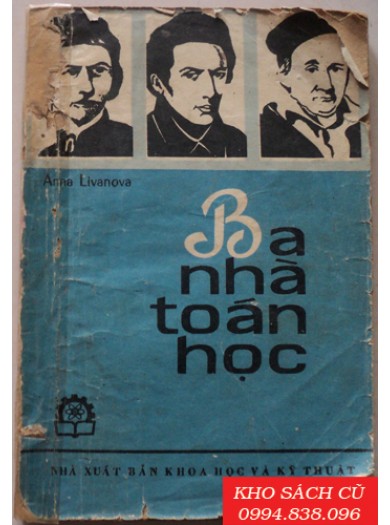 Anna Livanova
Ba
nhà
toán
học
NHÀ XUẤT BẢN KHOA HỌC VÀ KỸ THUẬT
KHO SÁCH CŨ
0994.838.096